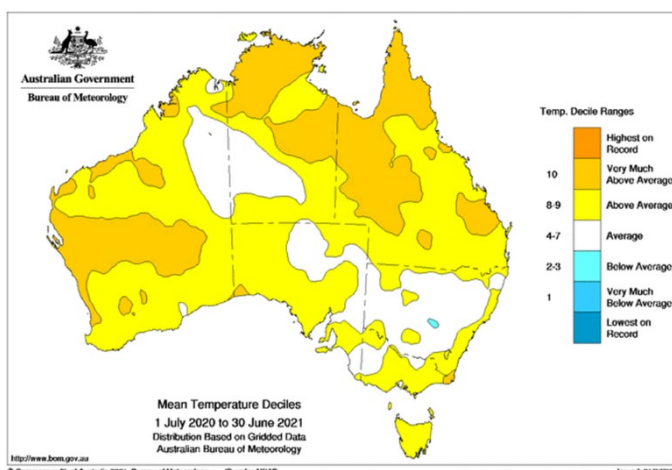 Australian Government
Bureau of Meteorology
Temp. Decile Ranges
Highest on
Record
10
Very Much
Above Average
8-9
Above Average
4-7
Average
2-3
Below Average
1
Very Much
Below Average
Lowest on
Record
Mean Temperature Deciles
1 July 2020 to 30 June 2021
Distribution Based on Gridded Data
Australian Bureau of Meteorology
http://www.bom.gov.au